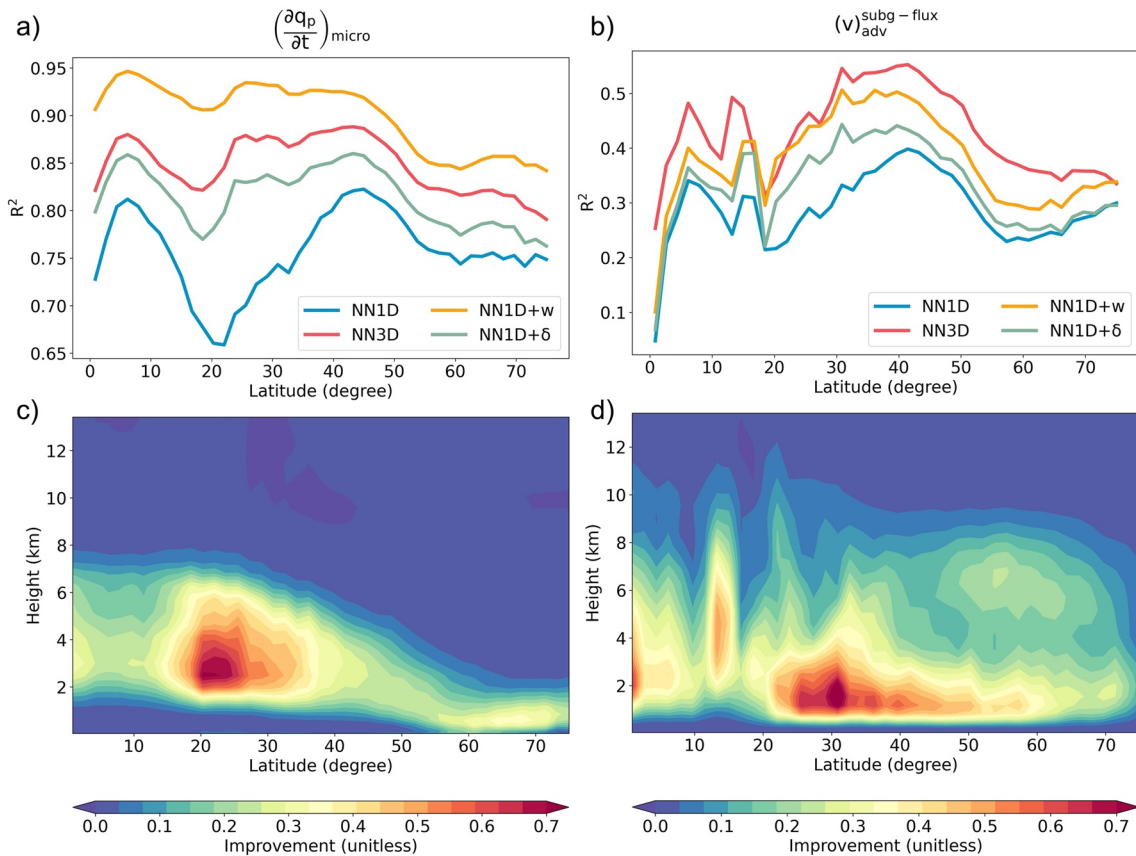 a)
(∂q_p/∂t)_micro
R²
0.95
0.90
0.85
0.80
0.75
0.70
0.65
NN1D NN1D+w
NN3D NN1D+δ
0 10 20 30 40 50 60 70
Latitude (degree)
b)
(v)^subg−flux_adv
R²
0.5
0.4
0.3
0.2
0.1
NN1D NN1D+w
NN3D NN1D+δ
0 10 20 30 40 50 60 70
Latitude (degree)
c)
Height (km)
12
10
8
6
4
2
10 20 30 40 50 60 70
Latitude (degree)
0.0 0.1 0.2 0.3 0.4 0.5 0.6 0.7
Improvement (unitless)
d)
Height (km)
12
10
8
6
4
2
10 20 30 40 50 60 70
Latitude (degree)
0.0 0.1 0.2 0.3 0.4 0.5 0.6 0.7
Improvement (unitless)